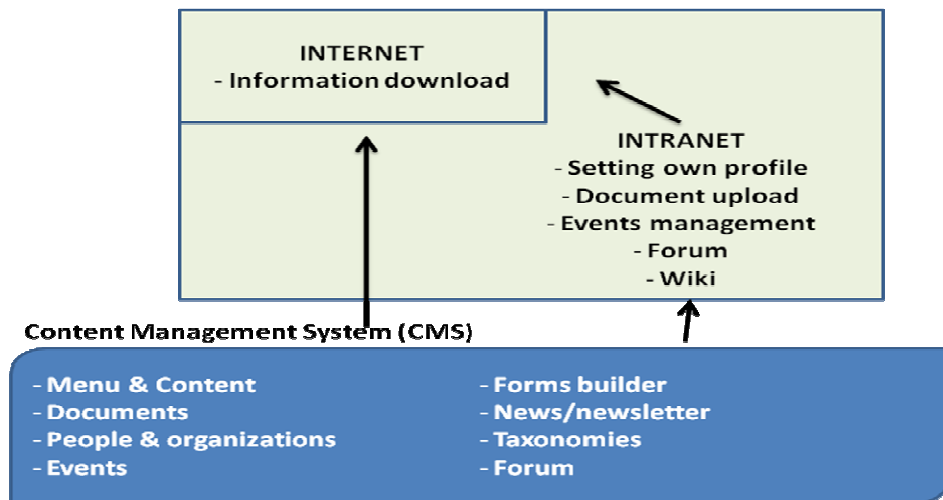 INTERNET
- Information download
INTRANET
- Setting own profile
- Document upload
- Events management
- Forum
- Wiki
Content Management System (CMS)
- Menu & Content
- Documents
- People & organizations
- Events
- Forms builder
- News/newsletter
- Taxonomies
- Forum